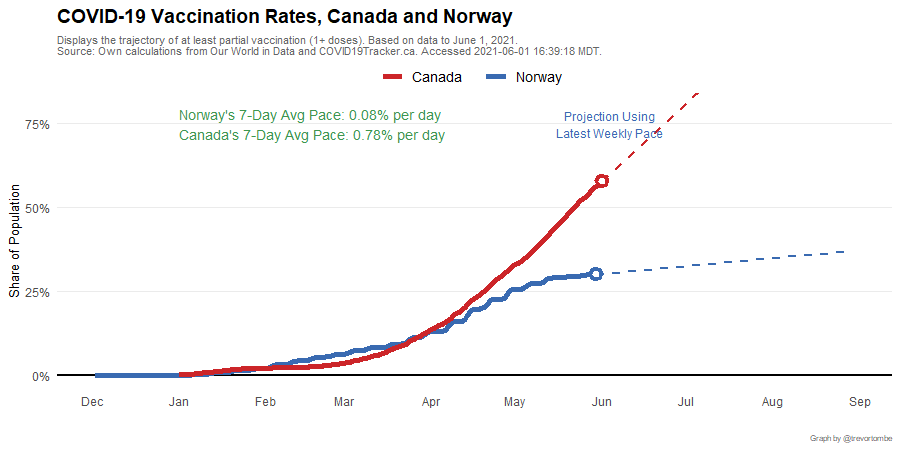 COVID-19 Vaccination Rates, Canada and Norway
Displays the trajectory of at least partial vaccination (1+ doses). Based on data to June 1, 2021.
Source: Own calculations from Our World in Data and COVID19Tracker.ca. Accessed 2021-06-01 16:39:18 MDT.
Canada Norway
Norway's 7-Day Avg Pace: 0.08% per day
Canada's 7-Day Avg Pace: 0.78% per day
Projection Using
Latest Weekly Pace
Share of Population
75%
50%
25%
0%
Dec Jan Feb Mar Apr May Jun Jul Aug Sep
Graph by @trevortombe